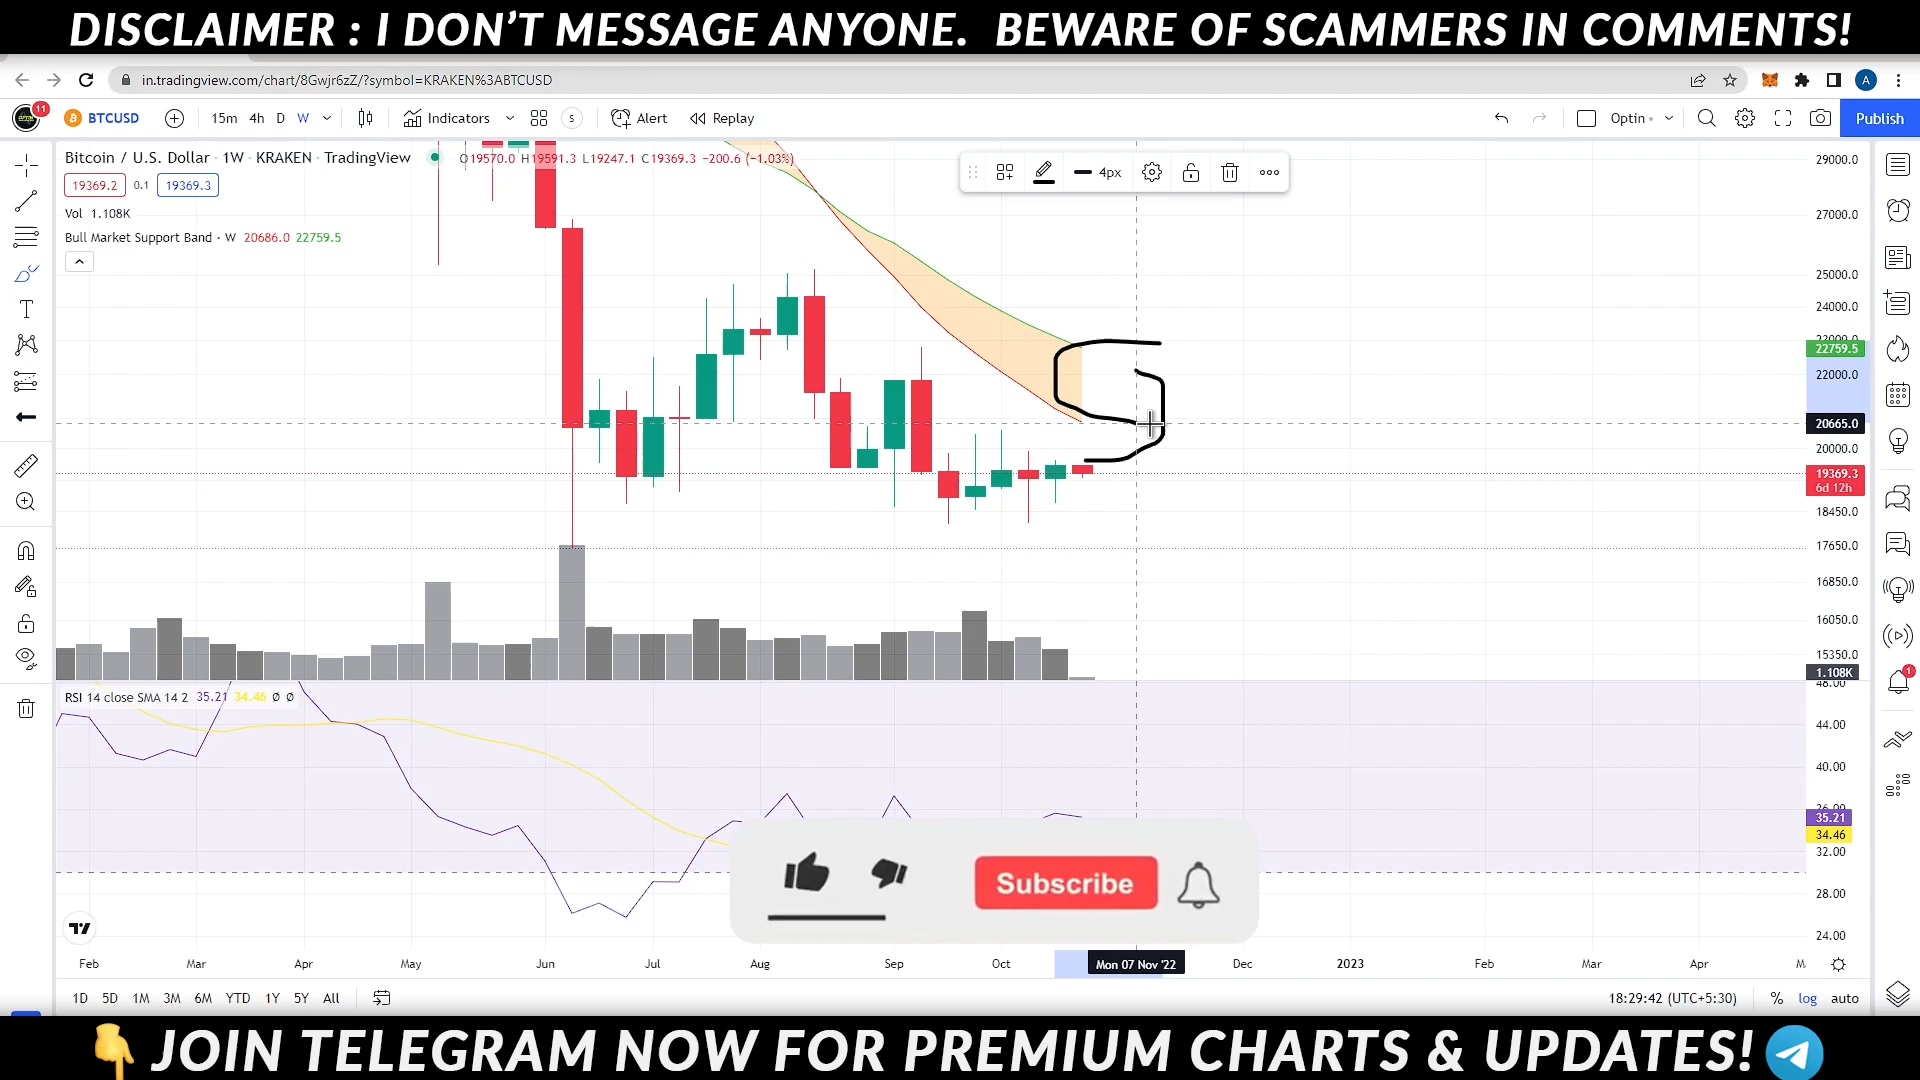 DISCLAIMER : I DON'T MESSAGE ANYONE. BEWARE OF SCAMMERS IN COMMENTS!
in.tradingview.com/chart/8Gwjr6zZ/?symbol=KRAKEN%3ABTCUSD
A
11
BTCUSD
15m 4h D W
Indicators
S
Alert
Replay
Optin
Publish
Bitcoin / U.S. Dollar · 1W · KRAKEN · TradingView
O19570.0 H19591.3 L19247.1 C19369.3 −200.6 (−1.03%)
19369.2 0.1 19369.3
Vol 1.108K
Bull Market Support Band · W 20686.0 22759.5
4px
29000.0
27000.0
25000.0
24000.0
22759.5
22000.0
20665.0
20000.0
19369.3
6d 12h
18450.0
17650.0
16850.0
16050.0
15350.0
1.108K
1
RSI 14 close SMA 14 2 35.21 34.46 Ø Ø
44.00
40.00
35.21
34.46
32.00
28.00
24.00
Subscribe
Feb Mar Apr May Jun Jul Aug Sep Oct Mon 07 Nov '22 Dec 2023 Feb Mar Apr
1D 5D 1M 3M 6M YTD 1Y 5Y All
18:29:42 (UTC+5:30) % log auto
JOIN TELEGRAM NOW FOR PREMIUM CHARTS & UPDATES!